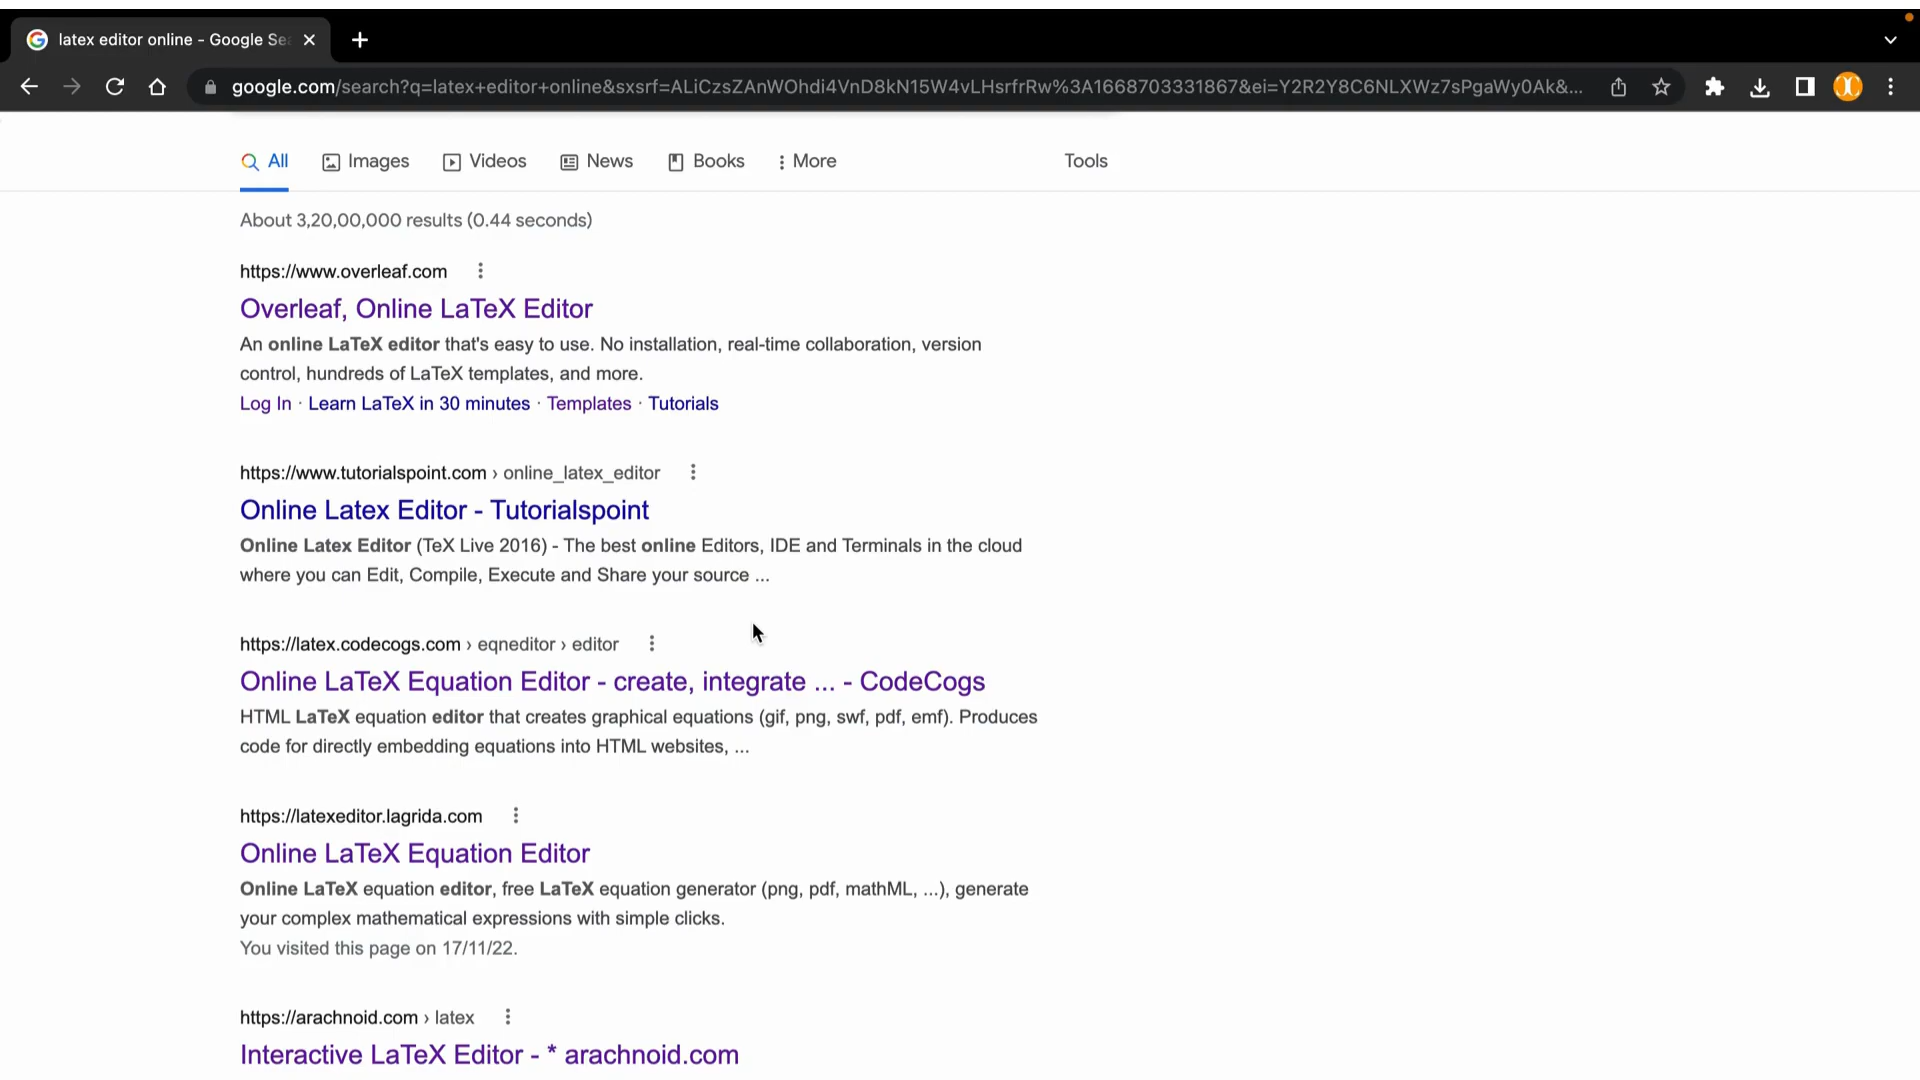 latex editor online - Google Se
google.com/search?q=latex+editor+online&sxsrf=ALiCzsZAnWOhdi4VnD8kN15W4vLHsrfrRw%3A1668703331867&ei=Y2R2Y8C6NLXWz7sPgaWy0Ak&...
All Images Videos News Books More Tools
About 3,20,00,000 results (0.44 seconds)
https://www.overleaf.com
Overleaf, Online LaTeX Editor
An online LaTeX editor that's easy to use. No installation, real-time collaboration, version
control, hundreds of LaTeX templates, and more.
Log In · Learn LaTeX in 30 minutes · Templates · Tutorials
https://www.tutorialspoint.com › online_latex_editor
Online Latex Editor - Tutorialspoint
Online Latex Editor (TeX Live 2016) - The best online Editors, IDE and Terminals in the cloud
where you can Edit, Compile, Execute and Share your source ...
https://latex.codecogs.com › eqneditor › editor
Online LaTeX Equation Editor - create, integrate ... - CodeCogs
HTML LaTeX equation editor that creates graphical equations (gif, png, swf, pdf, emf). Produces
code for directly embedding equations into HTML websites, ...
https://latexeditor.lagrida.com
Online LaTeX Equation Editor
Online LaTeX equation editor, free LaTeX equation generator (png, pdf, mathML, ...), generate
your complex mathematical expressions with simple clicks.
You visited this page on 17/11/22.
https://arachnoid.com › latex
Interactive LaTeX Editor - * arachnoid.com